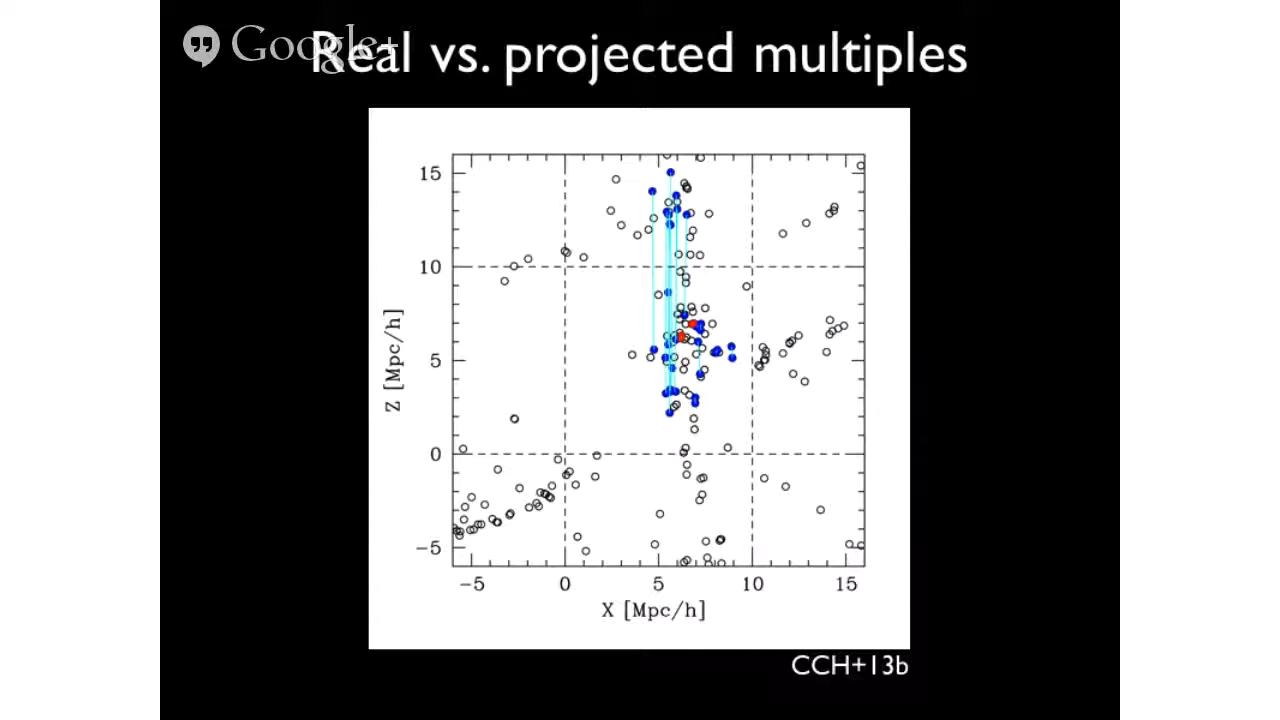 Google+
Real vs. projected multiples
15
10
5
0
−5
Z [Mpc/h]
−5 0 5 10 15
X [Mpc/h]
CCH+13b